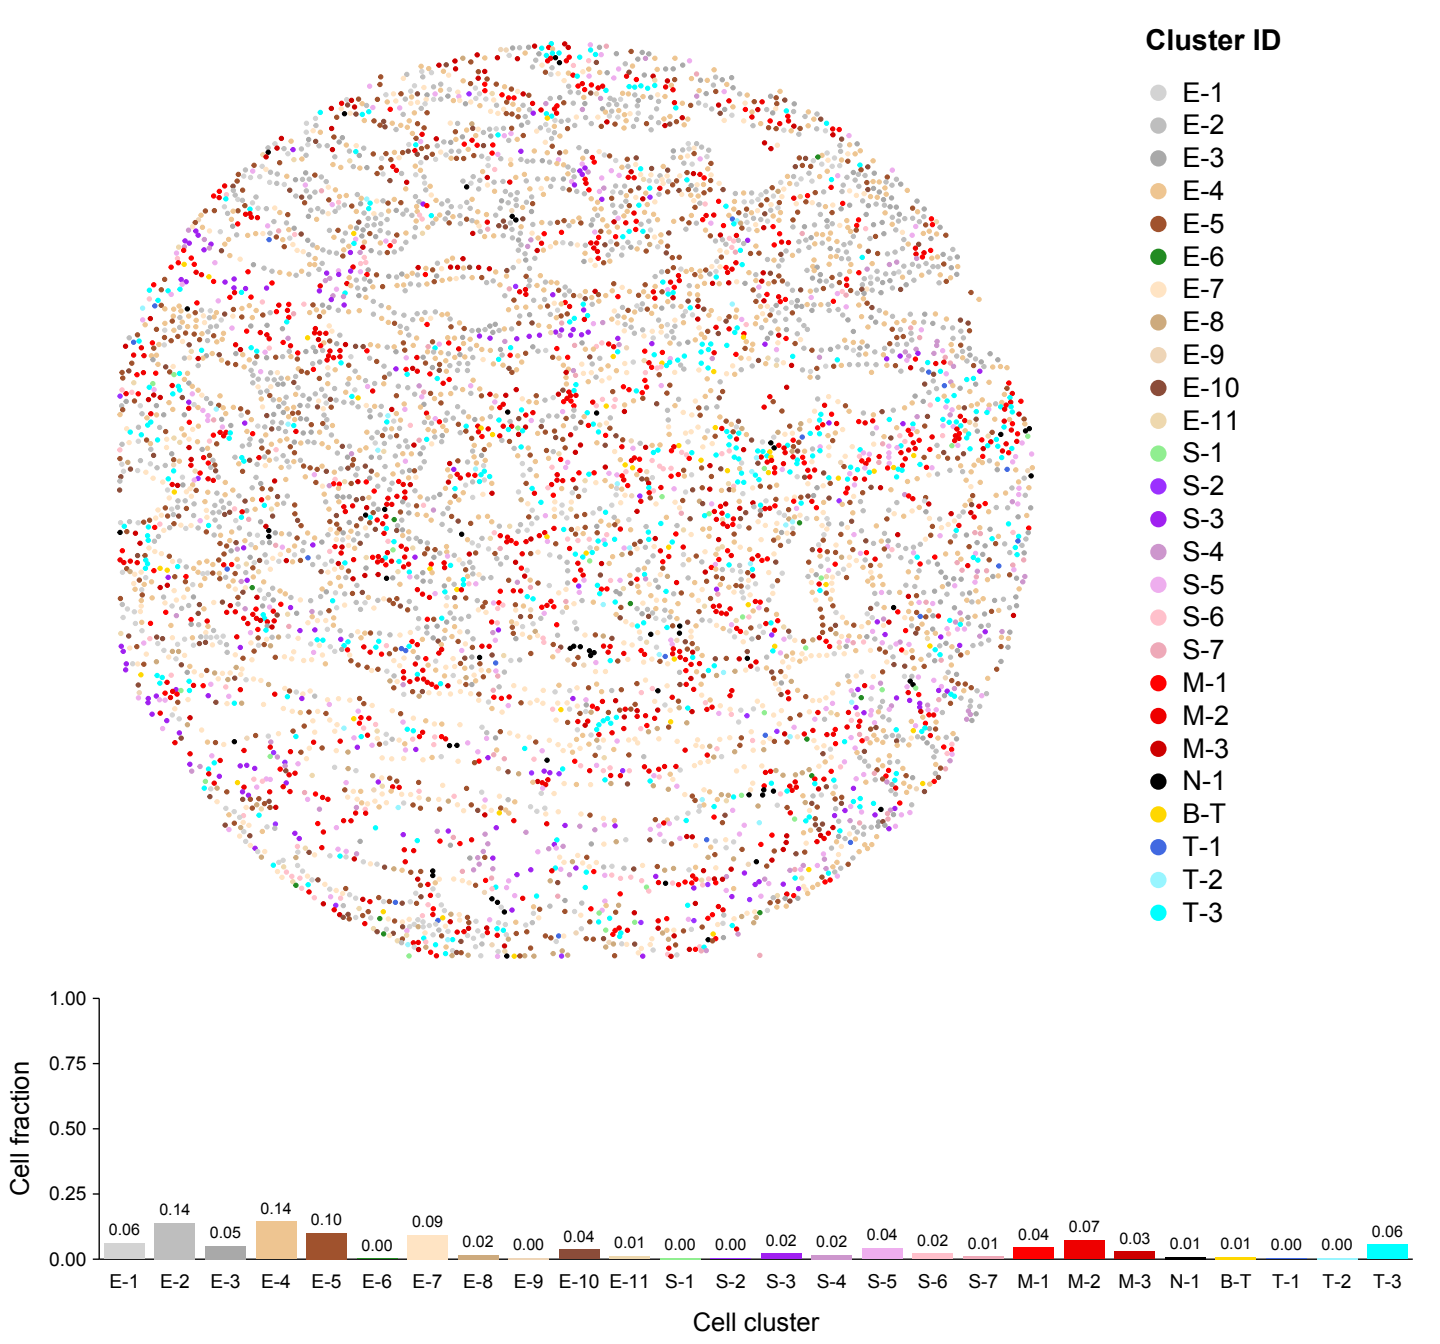 Cluster ID
E-1
E-2
E-3
E-4
E-5
E-6
E-7
E-8
E-9
E-10
E-11
S-1
S-2
S-3
S-4
S-5
S-6
S-7
M-1
M-2
M-3
N-1
B-T
T-1
T-2
T-3
1.00
0.75
0.50
0.25
0.00
Cell fraction
0.06 0.14 0.05 0.14 0.10 0.00 0.09 0.02 0.00 0.04 0.01 0.00 0.00 0.02 0.02 0.04 0.02 0.01 0.04 0.07 0.03 0.01 0.01 0.00 0.00 0.06
E-1 E-2 E-3 E-4 E-5 E-6 E-7 E-8 E-9 E-10 E-11 S-1 S-2 S-3 S-4 S-5 S-6 S-7 M-1 M-2 M-3 N-1 B-T T-1 T-2 T-3
Cell cluster